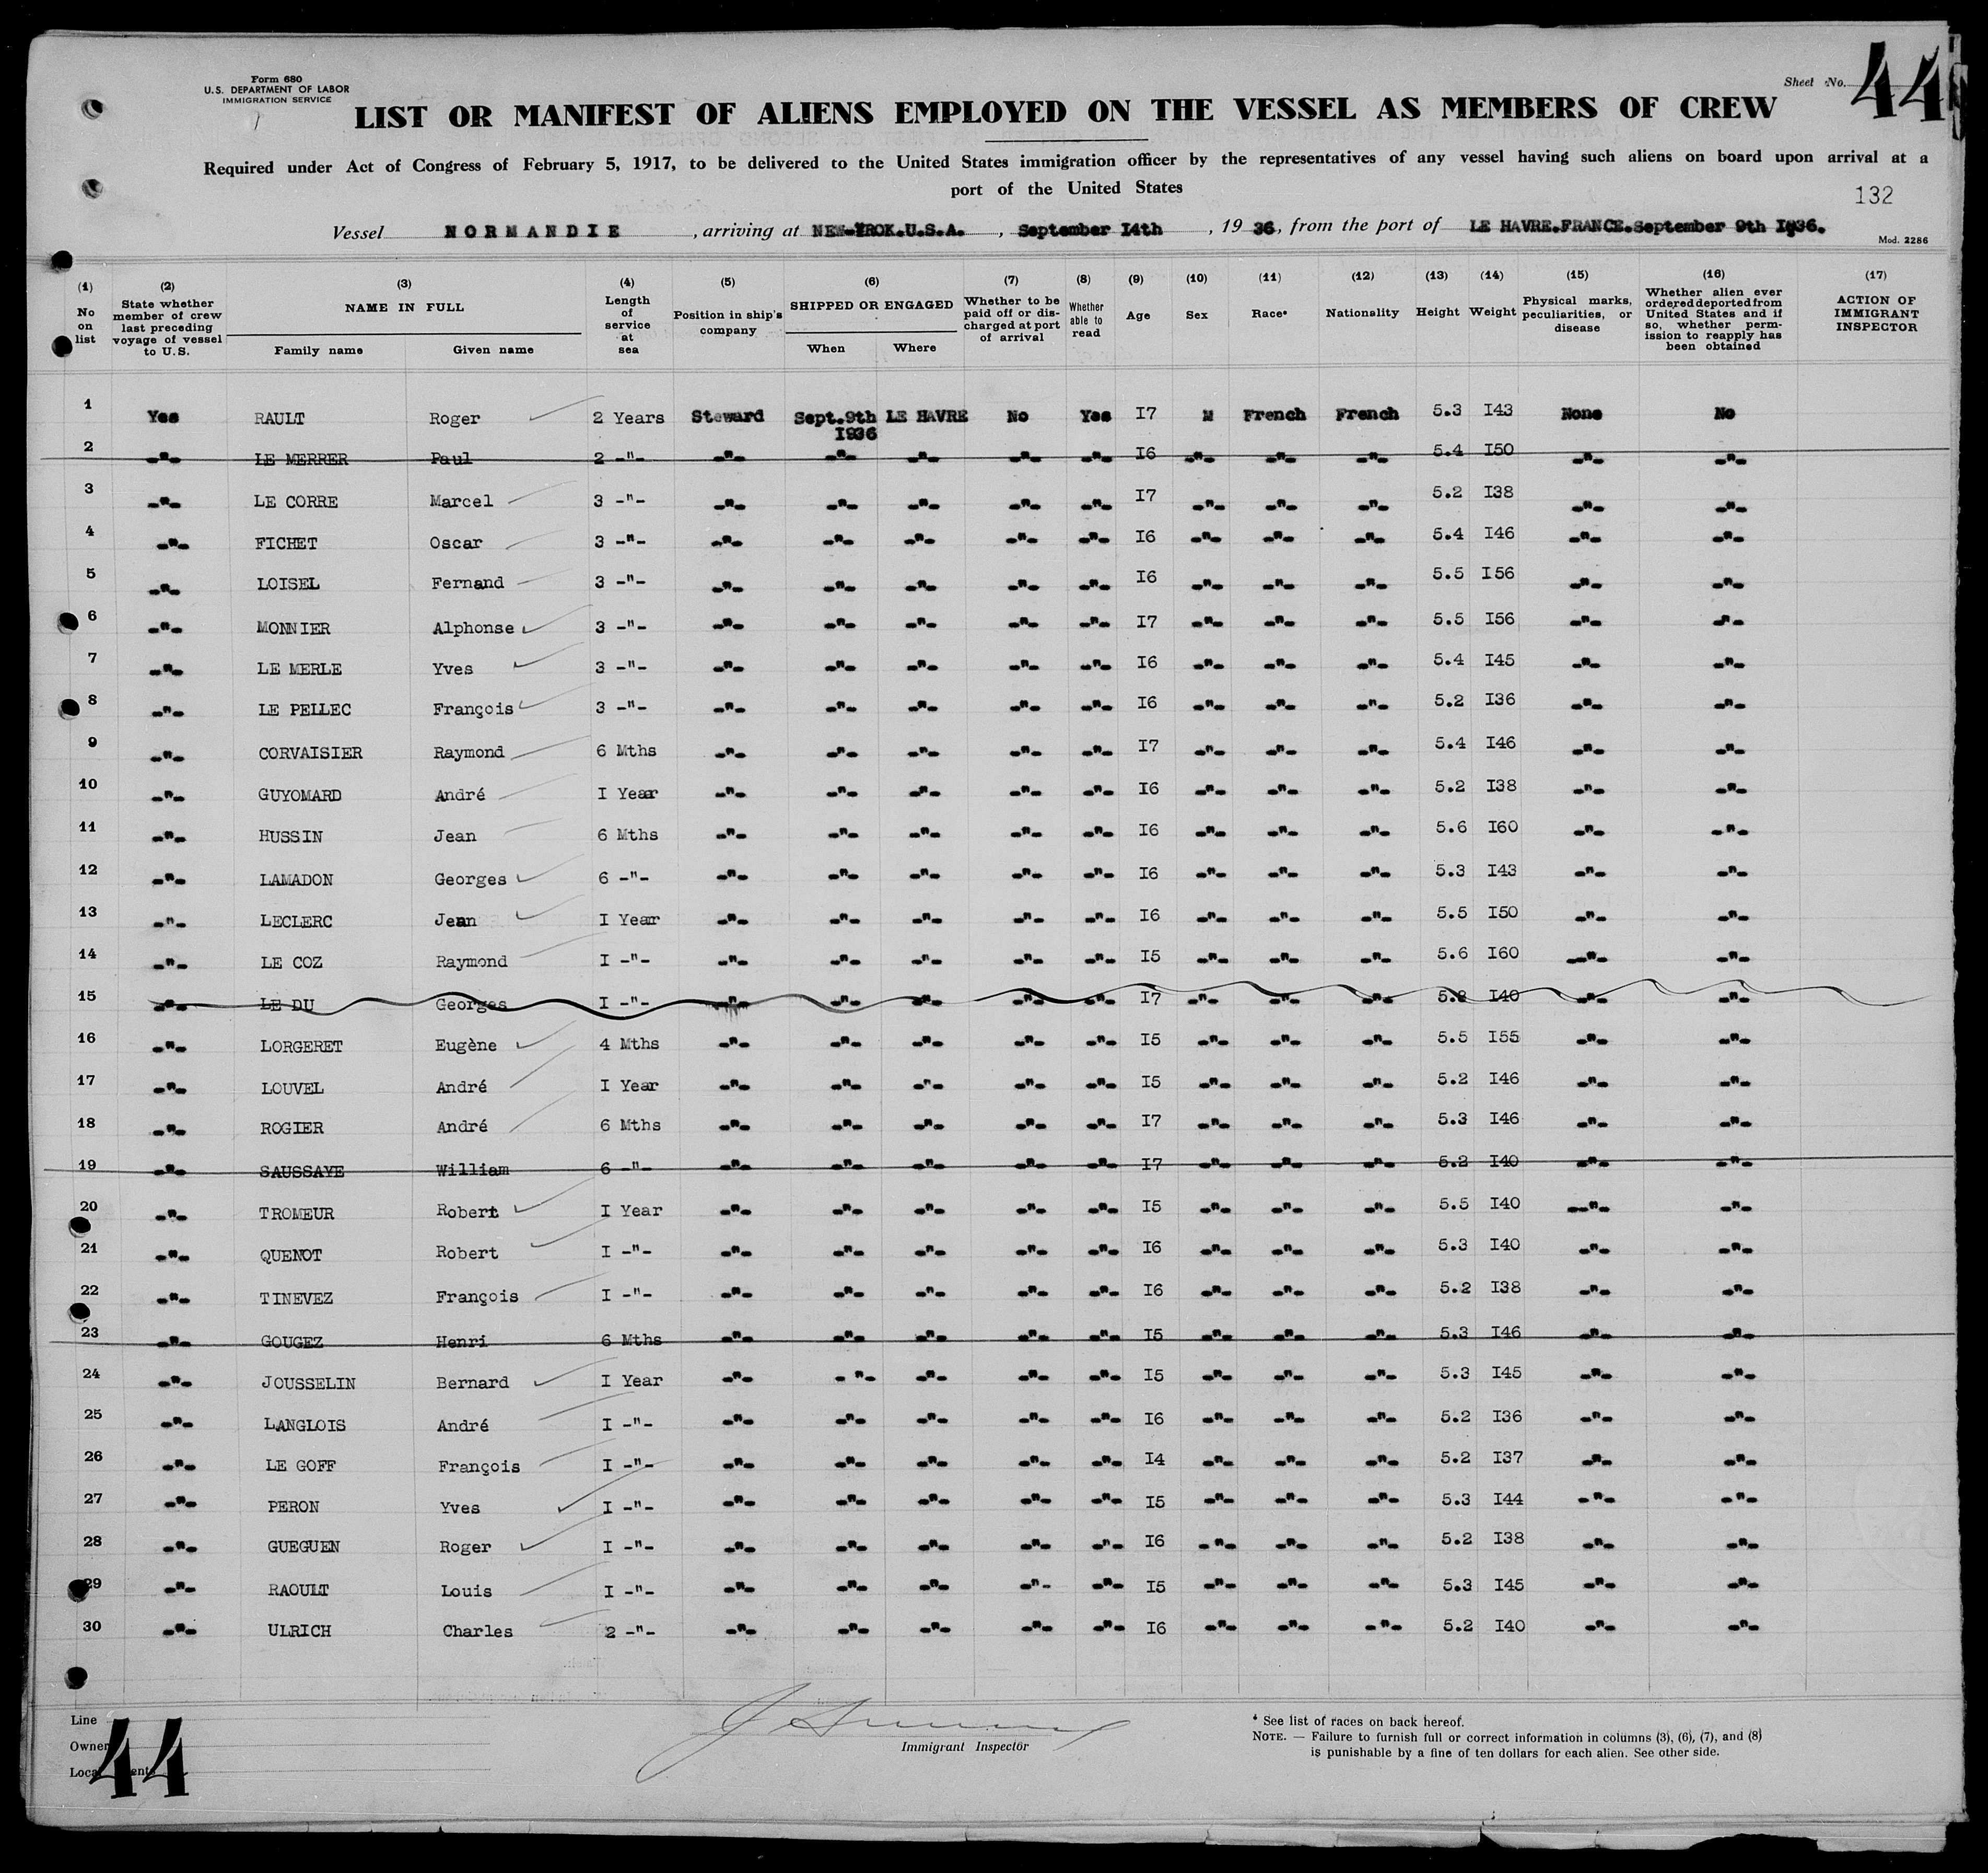 Form 680
U.S. DEPARTMENT OF LABOR
IMMIGRATION SERVICE
Sheet No. 44
LIST OR MANIFEST OF ALIENS EMPLOYED ON THE VESSEL AS MEMBERS OF CREW
Required under Act of Congress of February 5, 1917, to be delivered to the United States immigration officer by the representatives of any vessel having such aliens on board upon arrival at a
port of the United States
132
Vessel NORMANDIE , arriving at NEW-YROK.U.S.A. , September I4th , 19 36, from the port of LE HAVRE.FRANCE.September 9th I936.
Mod. 2286
(1) No on list (2) State whether member of crew last preceding voyage of vessel to U.S. (3) NAME IN FULL Family name Given name (4) Length of service at sea (5) Position in ship's company (6) SHIPPED OR ENGAGED When Where (7) Whether to be paid off or discharged at port of arrival (8) Whether able to read (9) Age (10) Sex (11) Race* (12) Nationality (13) Height (14) Weight (15) Physical marks, peculiarities, or disease (16) Whether alien ever ordered deported from United States and if so, whether permission to reapply has been obtained (17) ACTION OF IMMIGRANT INSPECTOR
1 Yes RAULT Roger 2 Years Steward Sept.9th I936 LE HAVRE No Yes I7 M French French 5.3 I43 None No
2 -"- LE MERRER Paul 2 -"- -"- -"- -"- -"- -"- I6 -"- -"- -"- 5.4 I50 -"- -"-
3 -"- LE CORRE Marcel 3 -"- -"- -"- -"- -"- -"- I7 -"- -"- -"- 5.2 I38 -"- -"-
4 -"- FICHET Oscar 3 -"- -"- -"- -"- -"- -"- I6 -"- -"- -"- 5.4 I46 -"- -"-
5 -"- LOISEL Fernand 3 -"- -"- -"- -"- -"- -"- I6 -"- -"- -"- 5.5 I56 -"- -"-
6 -"- MONNIER Alphonse 3 -"- -"- -"- -"- -"- -"- I7 -"- -"- -"- 5.5 I56 -"- -"-
7 -"- LE MERLE Yves 3 -"- -"- -"- -"- -"- -"- I6 -"- -"- -"- 5.4 I45 -"- -"-
8 -"- LE PELLEC François 3 -"- -"- -"- -"- -"- -"- I6 -"- -"- -"- 5.2 I36 -"- -"-
9 -"- CORVAISIER Raymond 6 Mths -"- -"- -"- -"- -"- I7 -"- -"- -"- 5.4 I46 -"- -"-
10 -"- GUYOMARD André I Year -"- -"- -"- -"- -"- I6 -"- -"- -"- 5.2 I38 -"- -"-
11 -"- HUSSIN Jean 6 Mths -"- -"- -"- -"- -"- I6 -"- -"- -"- 5.6 I60 -"- -"-
12 -"- LAMADON Georges 6 -"- -"- -"- -"- -"- -"- I6 -"- -"- -"- 5.3 I43 -"- -"-
13 -"- LECLERC Jean I Year -"- -"- -"- -"- -"- I6 -"- -"- -"- 5.5 I50 -"- -"-
14 -"- LE COZ Raymond I -"- -"- -"- -"- -"- -"- I5 -"- -"- -"- 5.6 I60 -"- -"-
15 -"- LE DU Georges I -"- -"- -"- -"- -"- -"- I7 -"- -"- -"- 5.2 I40 -"- -"-
16 -"- LORGERET Eugène 4 Mths -"- -"- -"- -"- -"- I5 -"- -"- -"- 5.5 I55 -"- -"-
17 -"- LOUVEL André I Year -"- -"- -"- -"- -"- I5 -"- -"- -"- 5.2 I46 -"- -"-
18 -"- ROGIER André 6 Mths -"- -"- -"- -"- -"- I7 -"- -"- -"- 5.3 I46 -"- -"-
19 -"- SAUSSAYE William 6 -"- -"- -"- -"- -"- -"- I7 -"- -"- -"- 5.2 I40 -"- -"-
20 -"- TROMEUR Robert I Year -"- -"- -"- -"- -"- I5 -"- -"- -"- 5.5 I40 -"- -"-
21 -"- QUENOT Robert I -"- -"- -"- -"- -"- -"- I6 -"- -"- -"- 5.3 I40 -"- -"-
22 -"- TINEVEZ François I -"- -"- -"- -"- -"- -"- I6 -"- -"- -"- 5.2 I38 -"- -"-
23 -"- GOUGEZ Henri 6 Mths -"- -"- -"- -"- -"- I5 -"- -"- -"- 5.3 I46 -"- -"-
24 -"- JOUSSELIN Bernard I Year -"- -"- -"- -"- -"- I5 -"- -"- -"- 5.3 I45 -"- -"-
25 -"- LANGLOIS André I -"- -"- -"- -"- -"- -"- I6 -"- -"- -"- 5.2 I36 -"- -"-
26 -"- LE GOFF François I -"- -"- -"- -"- -"- -"- I4 -"- -"- -"- 5.2 I37 -"- -"-
27 -"- PERON Yves I -"- -"- -"- -"- -"- -"- I5 -"- -"- -"- 5.3 I44 -"- -"-
28 -"- GUEGUEN Roger I -"- -"- -"- -"- -"- -"- I6 -"- -"- -"- 5.2 I38 -"- -"-
29 -"- RAOULT Louis I -"- -"- -"- -"- -"- -"- I5 -"- -"- -"- 5.3 I45 -"- -"-
30 -"- ULRICH Charles 2 -"- -"- -"- -"- -"- -"- I6 -"- -"- -"- 5.2 I40 -"- -"-
Line
Owner
44
Immigrant Inspector
* See list of races on back hereof.
NOTE. — Failure to furnish full or correct information in columns (3), (6), (7), and (8)
is punishable by a fine of ten dollars for each alien. See other side.